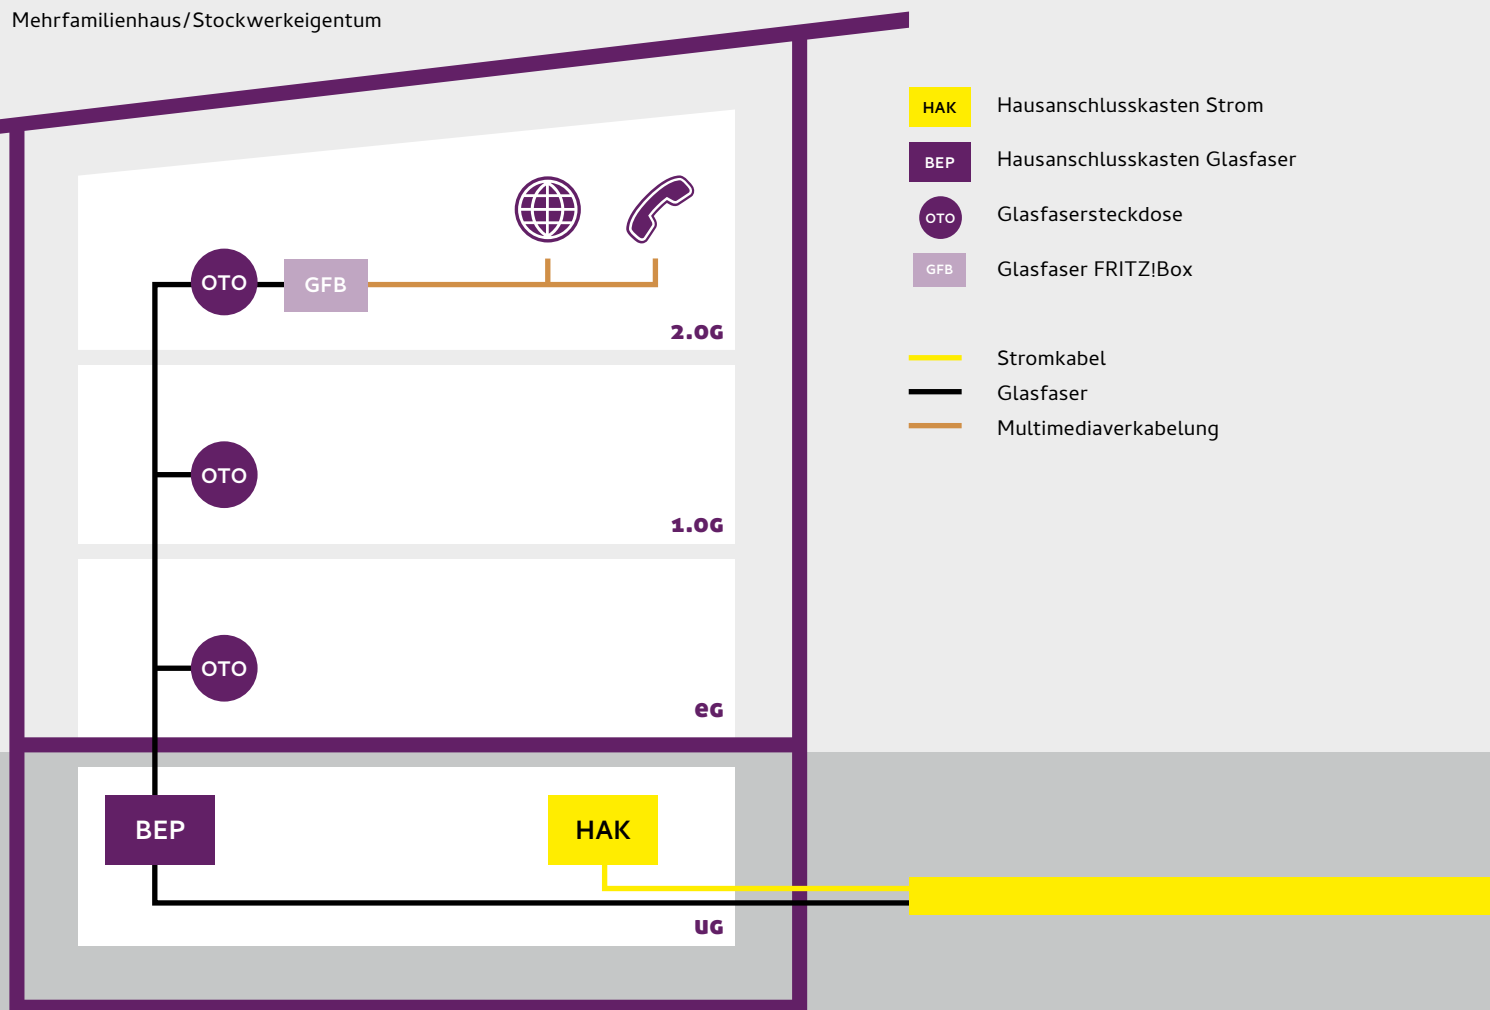 Mehrfamilienhaus/Stockwerkeigentum
HAK Hausanschlusskasten Strom
BEP Hausanschlusskasten Glasfaser
OTO Glasfasersteckdose
GFB Glasfaser FRITZ!Box
Stromkabel
Glasfaser
Multimediaverkabelung
OTO GFB
2.OG
OTO
1.OG
OTO
eG
BEP HAK
uG